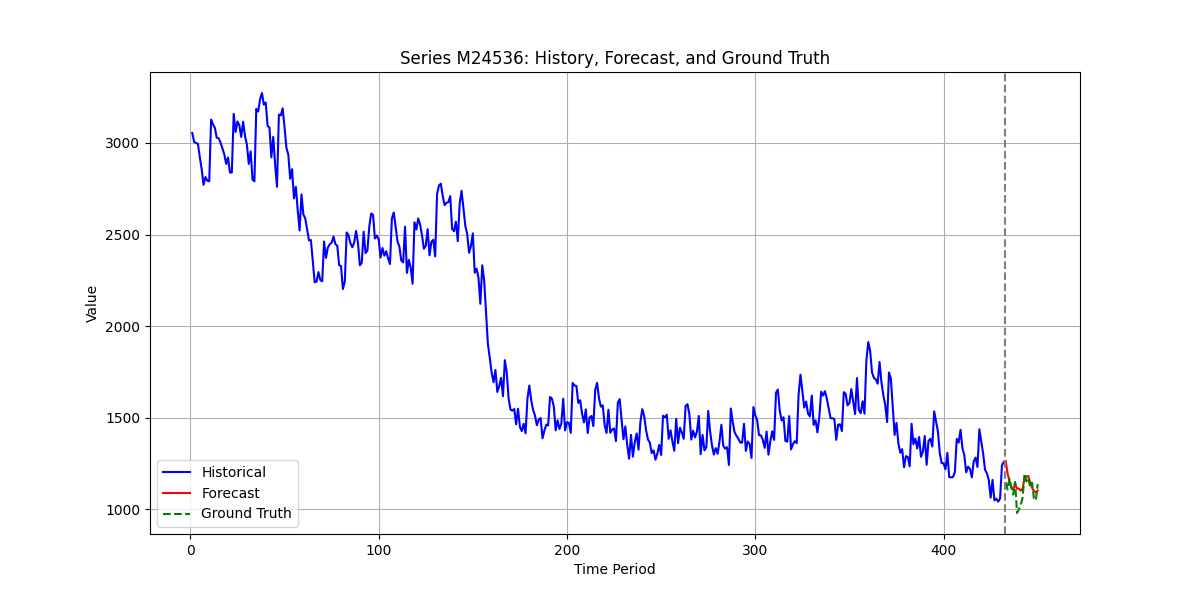 Series M24536: History, Forecast, and Ground Truth
Value
3000
2500
2000
1500
1000
Historical
Forecast
Ground Truth
0
100
200
300
400
Time Period